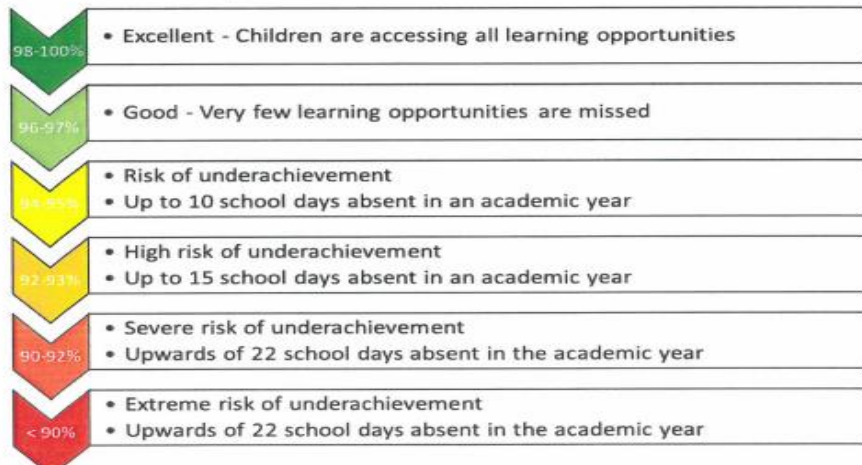 98-100%
• Excellent - Children are accessing all learning opportunities
96-97%
• Good - Very few learning opportunities are missed
94-95%
• Risk of underachievement
• Up to 10 school days absent in an academic year
92-93%
• High risk of underachievement
• Up to 15 school days absent in an academic year
90-92%
• Severe risk of underachievement
• Upwards of 22 school days absent in the academic year
< 90%
• Extreme risk of underachievement
• Upwards of 22 school days absent in the academic year